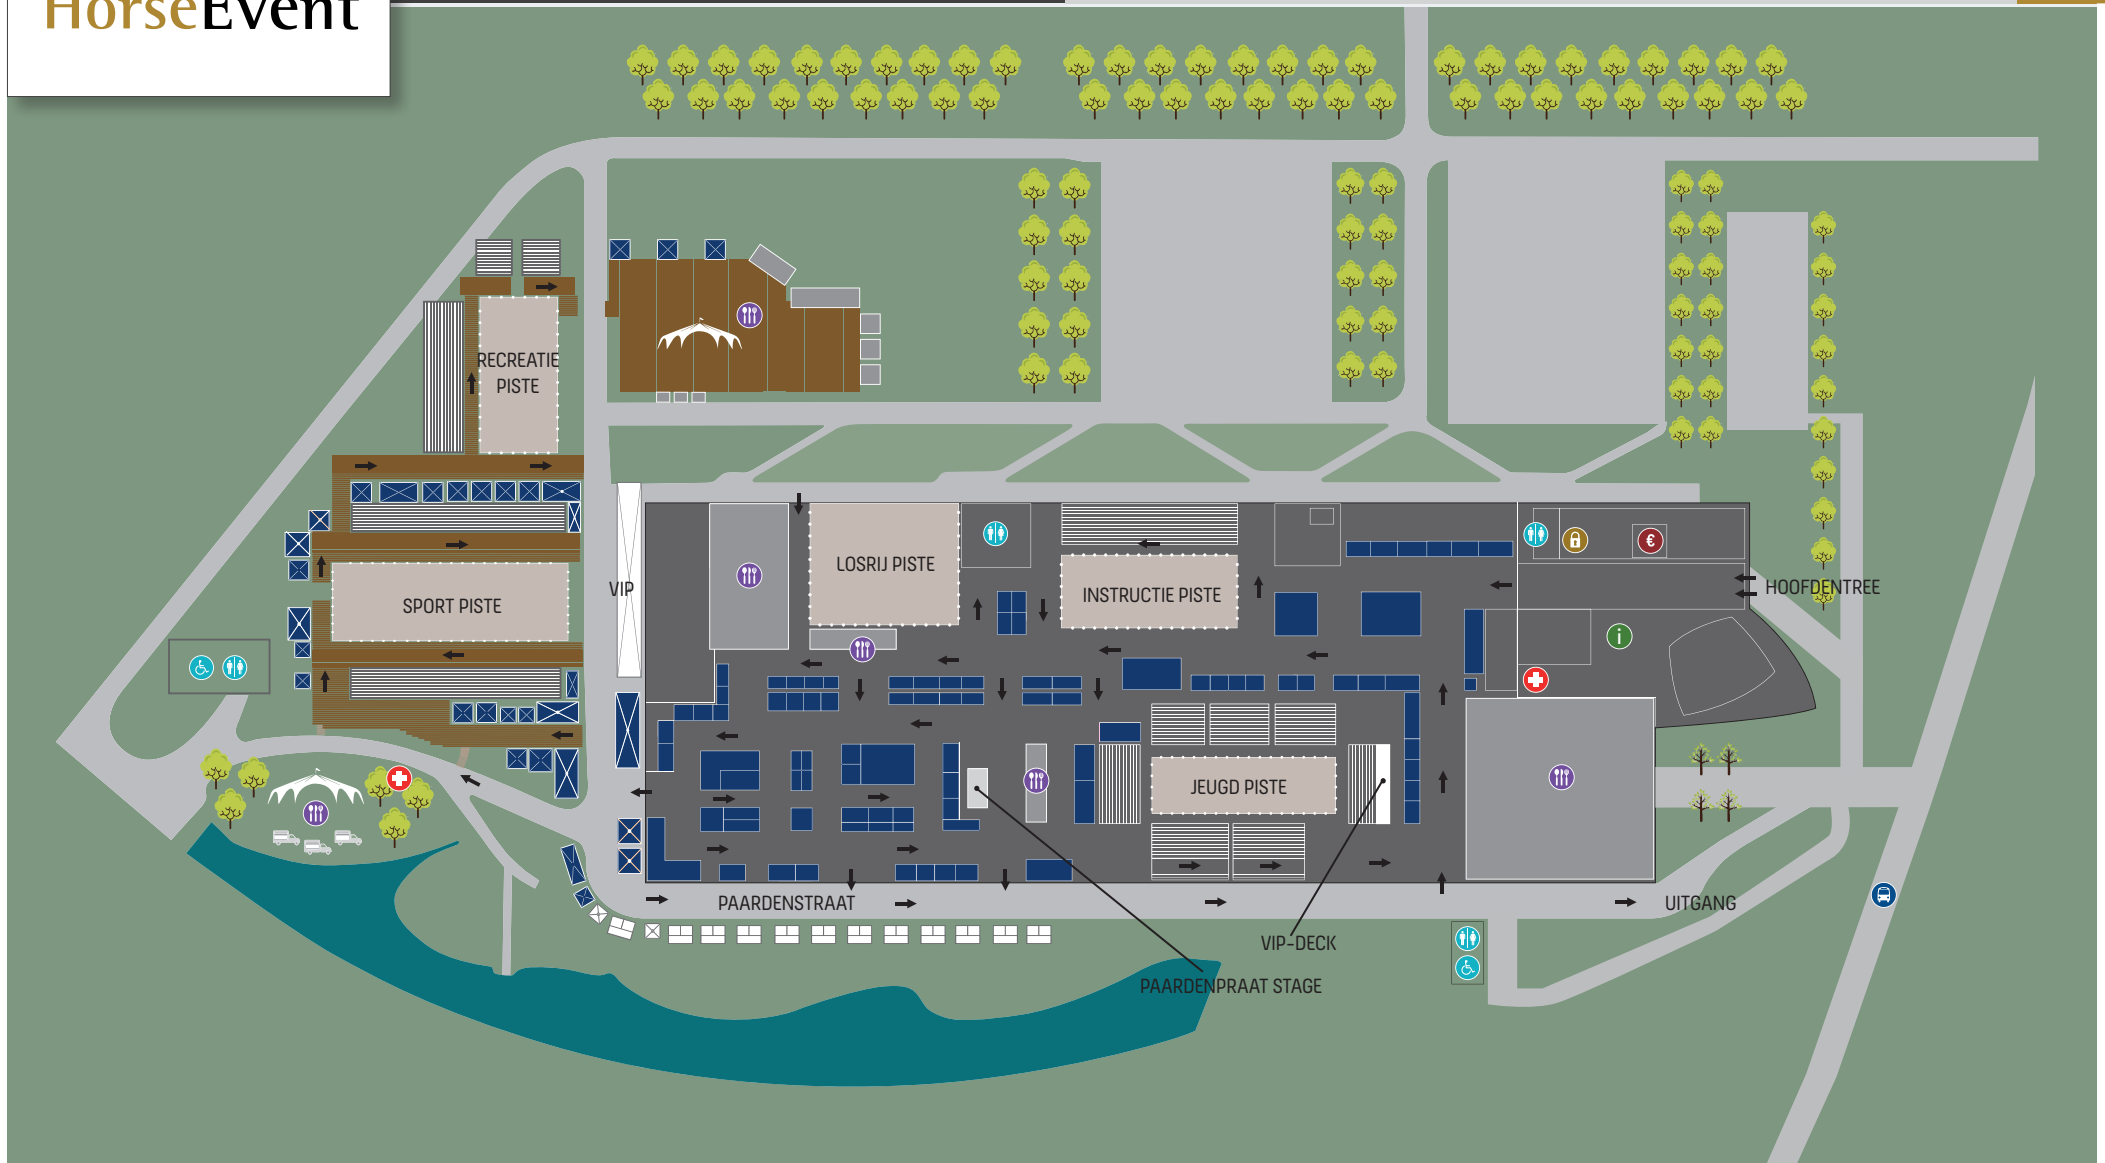 HorseEvent
RECREATIE
PISTE
LOSRIJ PISTE
INSTRUCTIE PISTE
SPORT PISTE
VIP
HOOFDENTREE
€
i
JEUGD PISTE
PAARDENSTRAAT
UITGANG
VIP-DECK
PAARDENPRAAT STAGE